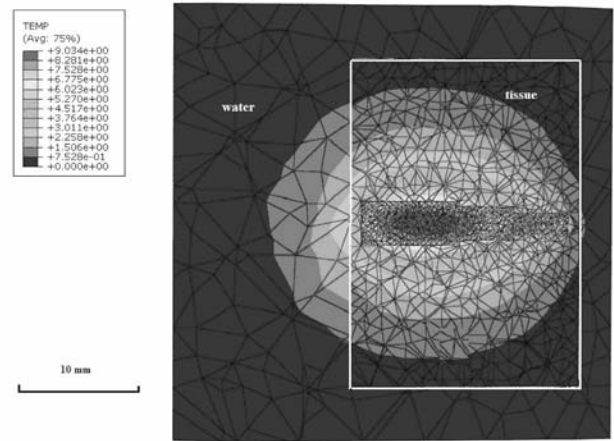 TEMP
(Avg: 75%)
+9.034e+00
+8.281e+00
+7.528e+00
+6.775e+00
+6.023e+00
+5.270e+00
+4.517e+00
+3.764e+00
+3.011e+00
+2.258e+00
+1.506e+00
+7.528e-01
+0.000e+00
water
tissue
10 mm